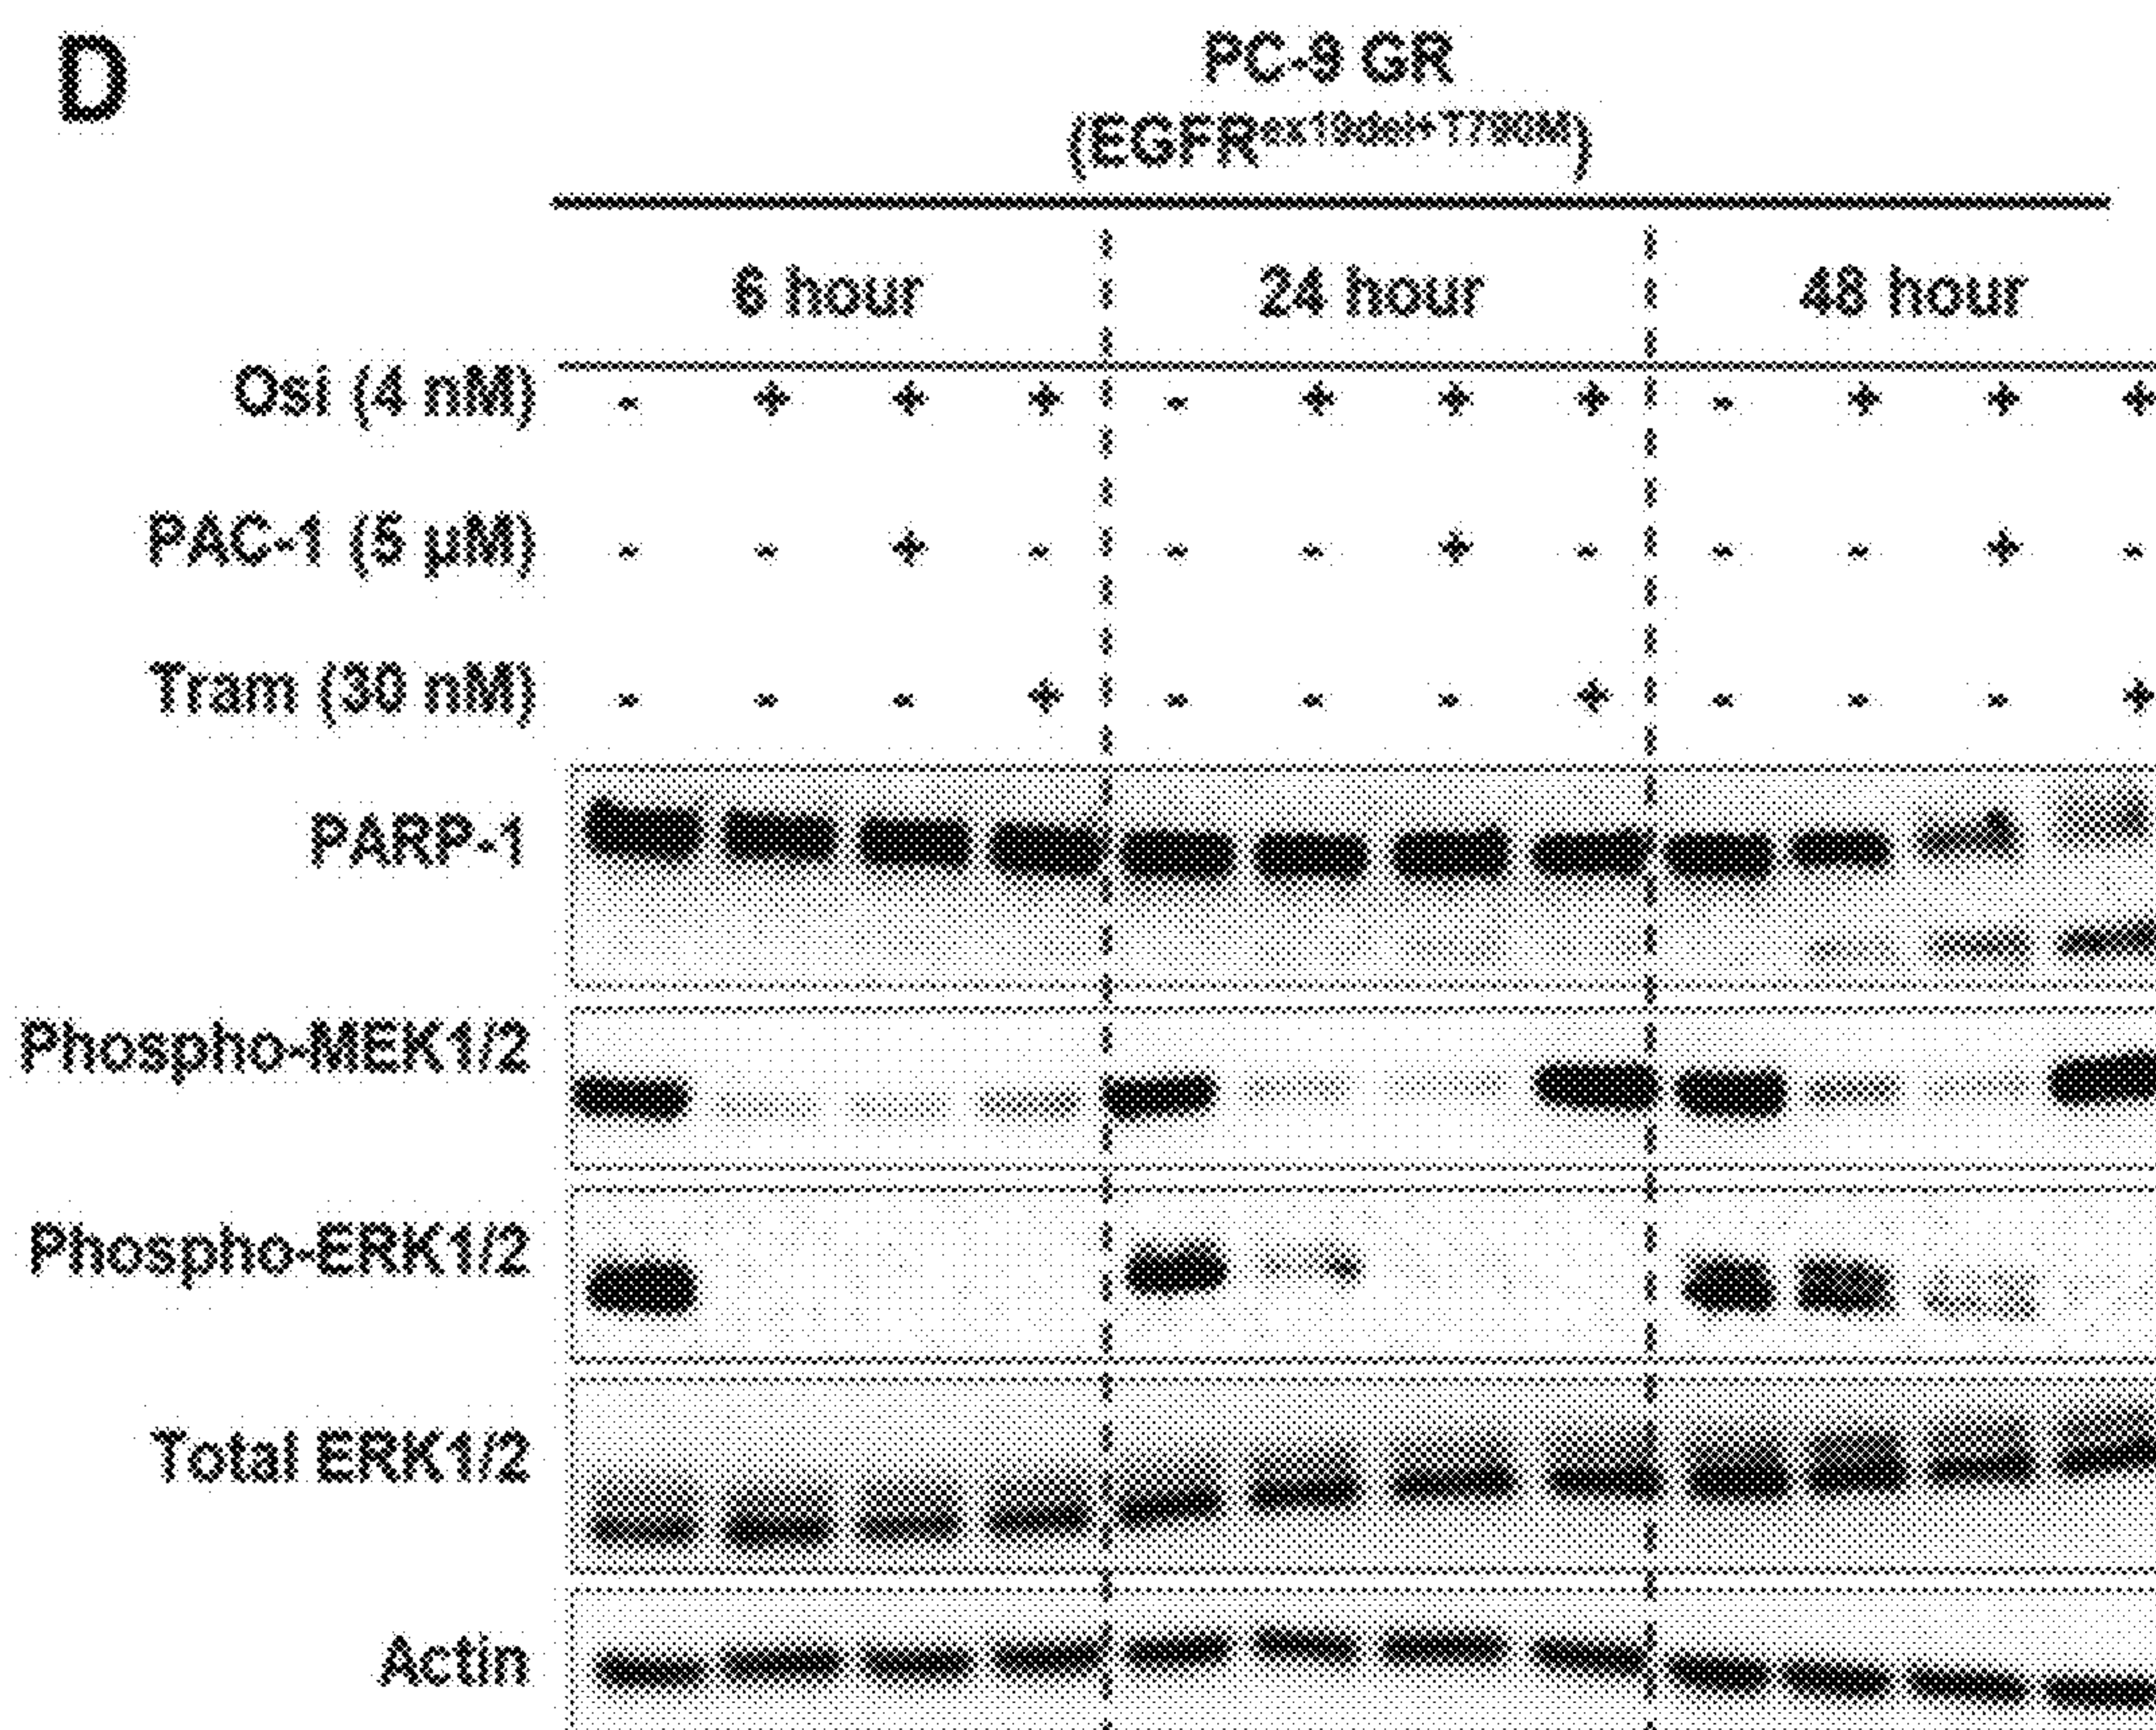 D
PC-9 GR
(EGFRex19del+T790M)
6 hour 24 hour 48 hour
Osi (4 nM) - + + + - + + + - + + +
PAC-1 (5 µM) - - + - - - + - - - + -
Tram (30 nM) - - - + - - - + - - - +
PARP-1
Phospho-MEK1/2
Phospho-ERK1/2
Total ERK1/2
Actin